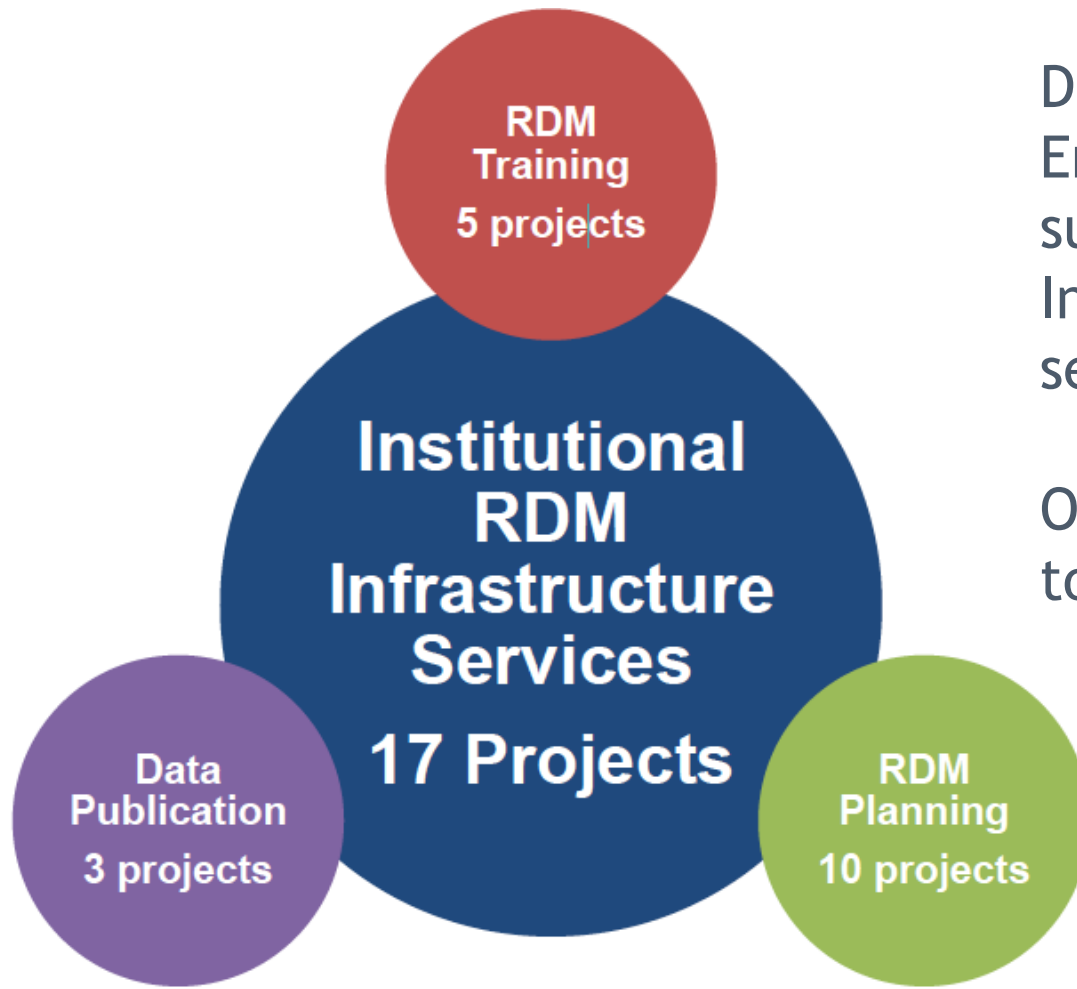 RDM
Training
5 projects
Institutional
RDM
Infrastructure
Services
17 Projects
Data
Publication
3 projects
RDM
Planning
10 projects